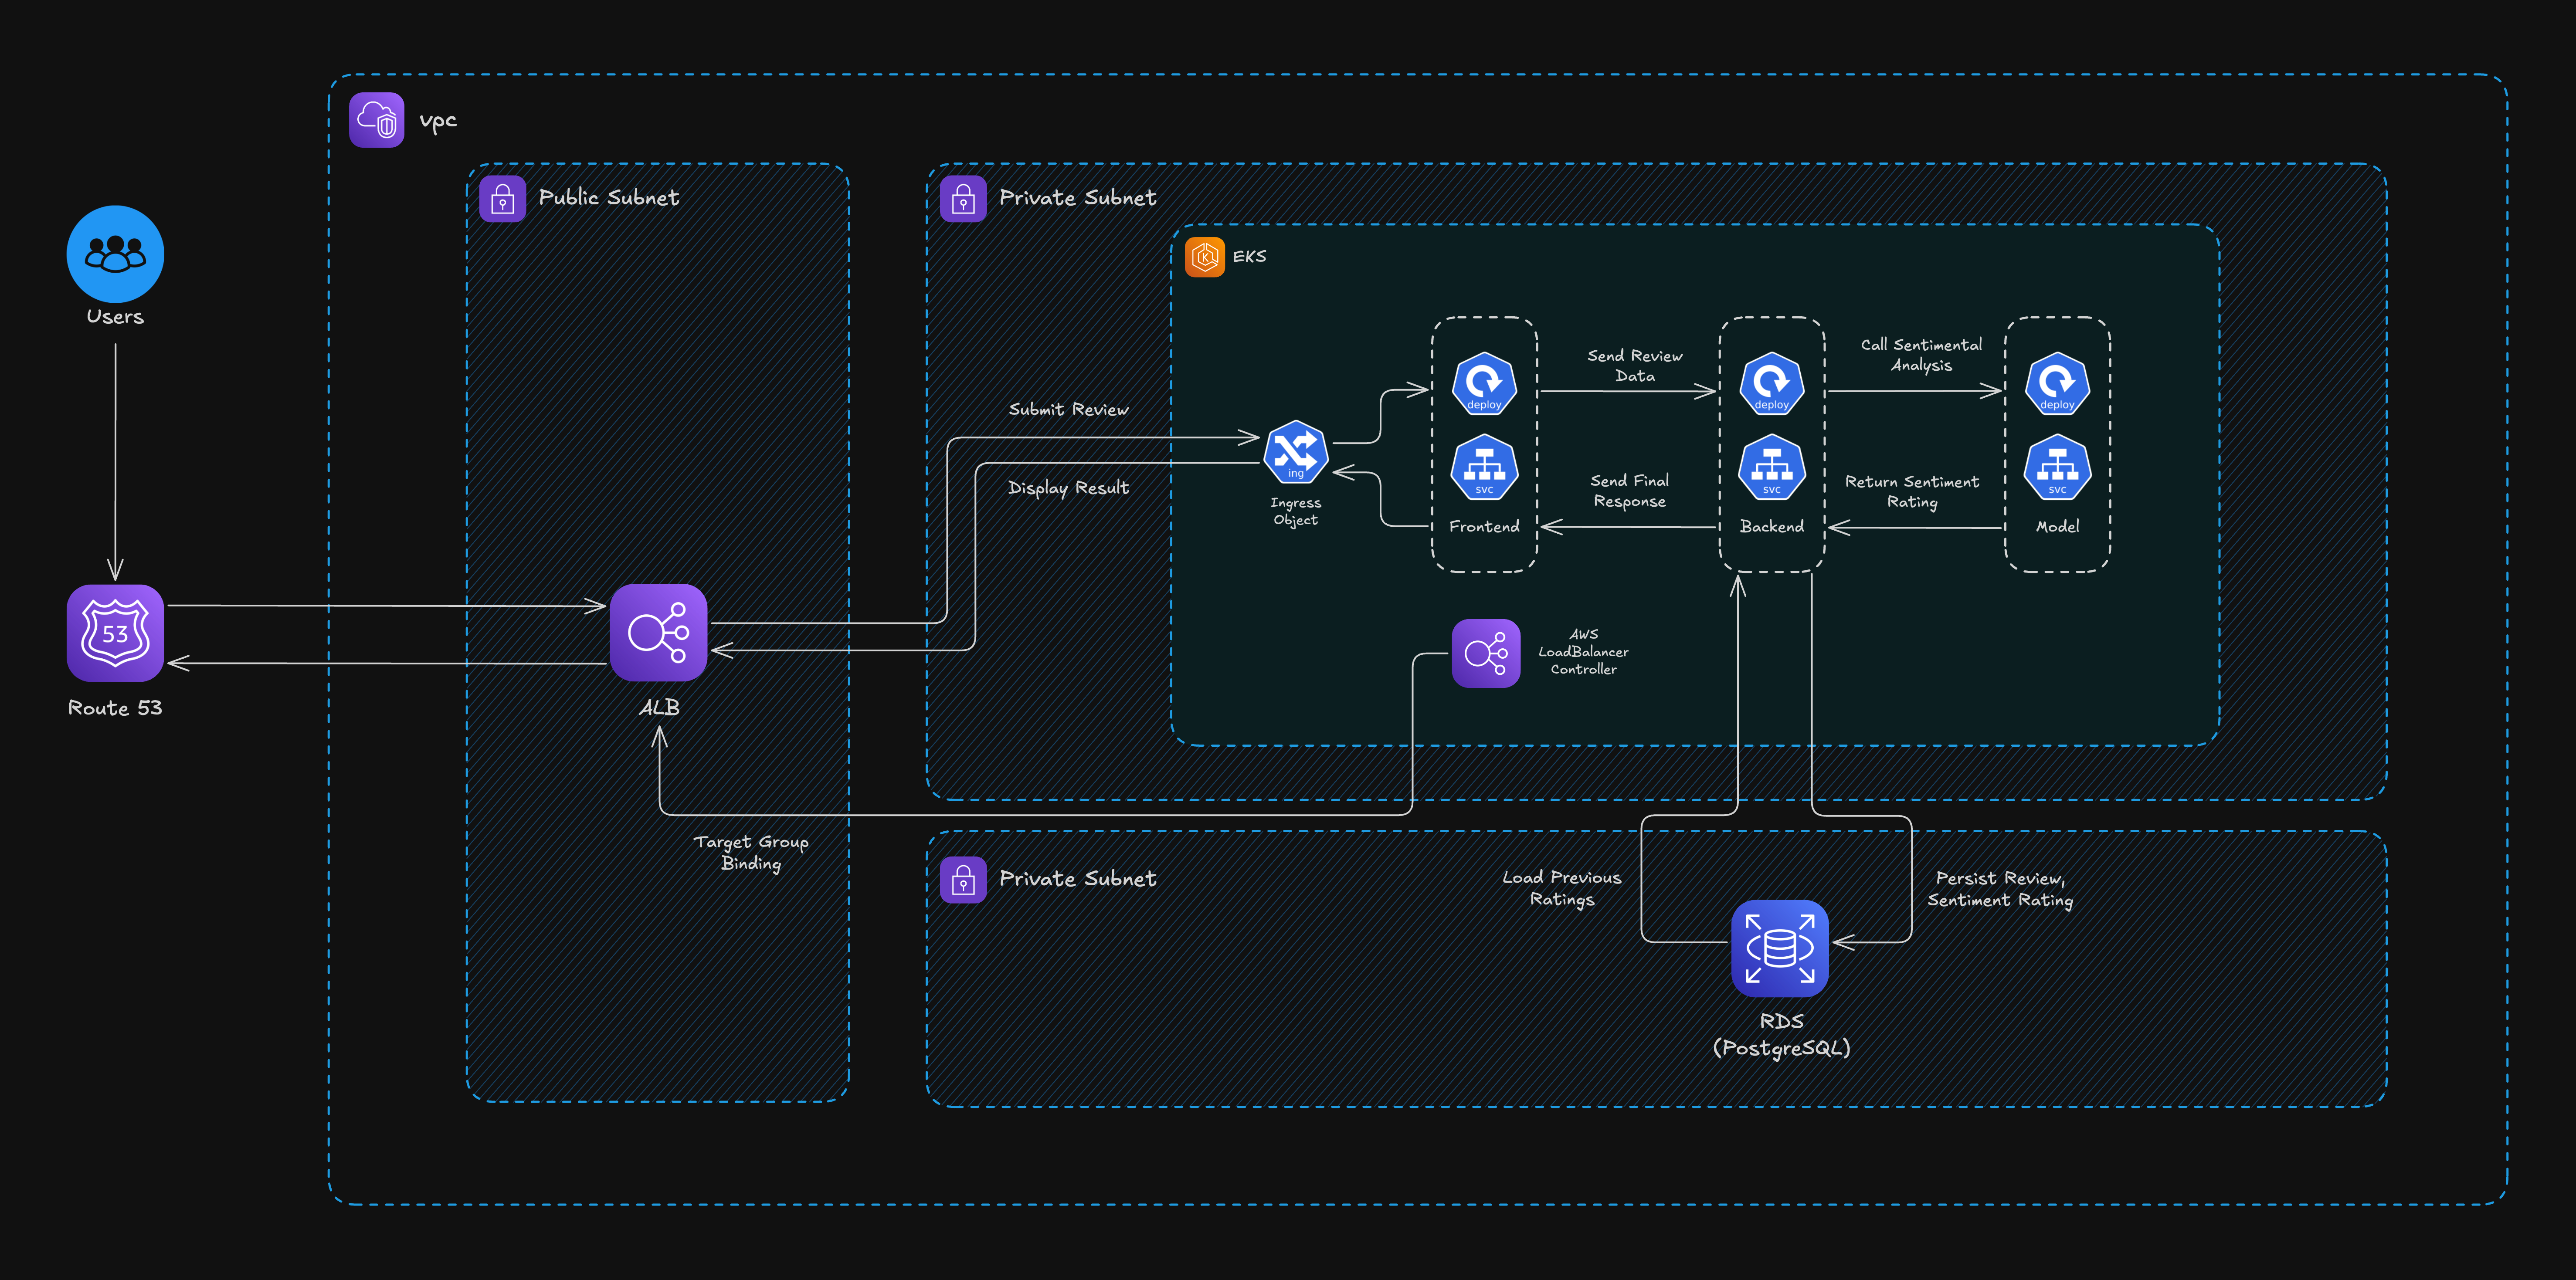 vpc
Public Subnet
Private Subnet
EKS
Users
Submit Review
Display Result
ing
Ingress
Object
deploy
svc
Frontend
Send Review
Data
Send Final
Response
deploy
svc
Backend
Call Sentimental
Analysis
Return Sentiment
Rating
deploy
svc
Model
53
Route 53
ALB
AWS
LoadBalancer
Controller
Target Group
Binding
Private Subnet
Load Previous
Ratings
Persist Review,
Sentiment Rating
RDS
(PostgreSQL)